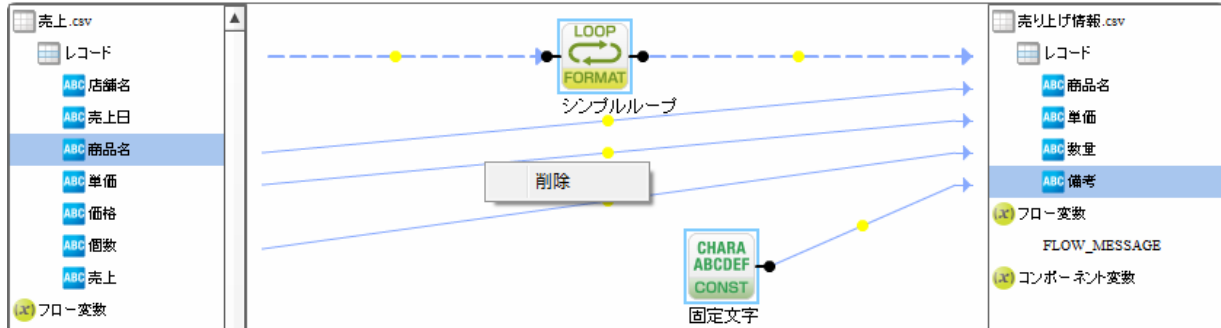 売上.csv
レコード
店舗名
売上日
商品名
単価
価格
個数
売上
フロー変数
LOOP
FORMAT
シンプルループ
削除
CHARA
ABCDEF
CONST
固定文字
売り上げ情報.csv
レコード
商品名
単価
数量
備考
フロー変数
FLOW_MESSAGE
コンポーネント変数